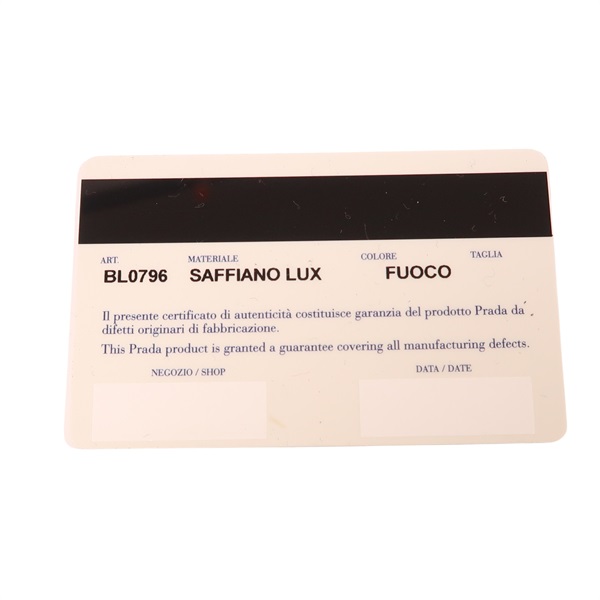 ART. MATERIALE COLORE TAGLIA
BL0796 SAFFIANO LUX FUOCO
Il presente certificato di autenticità costituisce garanzia del prodotto Prada da
difetti originari di fabbricazione.
This Prada product is granted a guarantee covering all manufacturing defects.
NEGOZIO / SHOP DATA / DATE